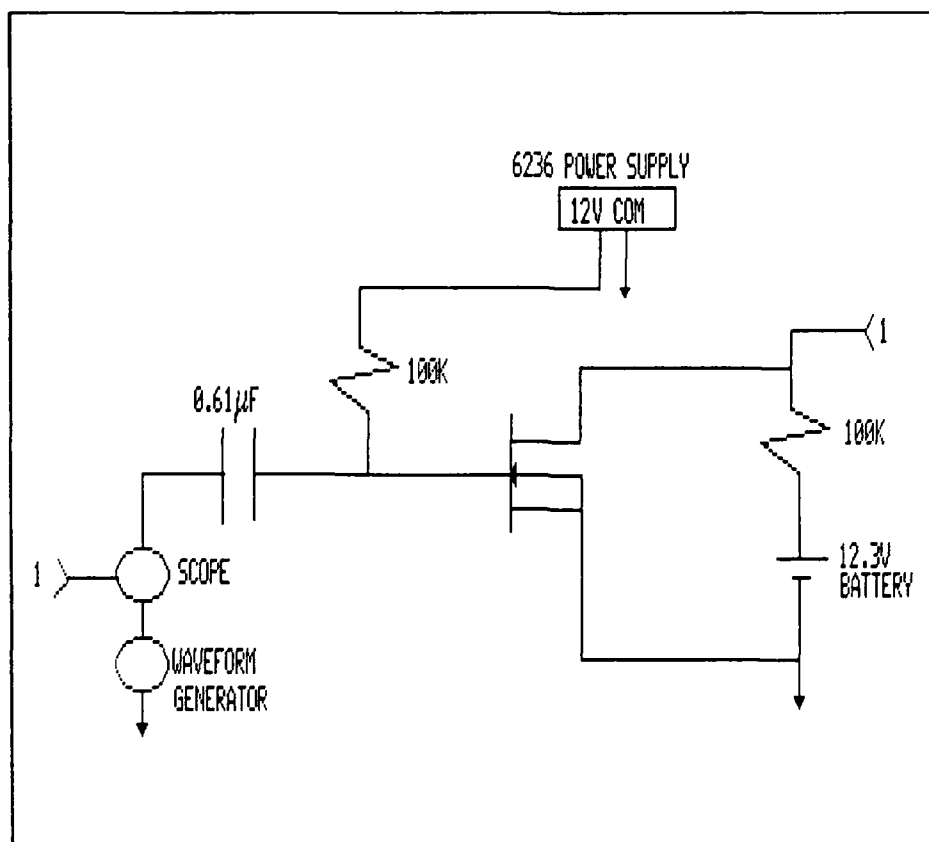 6236 POWER SUPPLY
12V COM
1
100K
0.61µF
100K
12.3V
BATTERY
1
SCOPE
WAVEFORM
GENERATOR